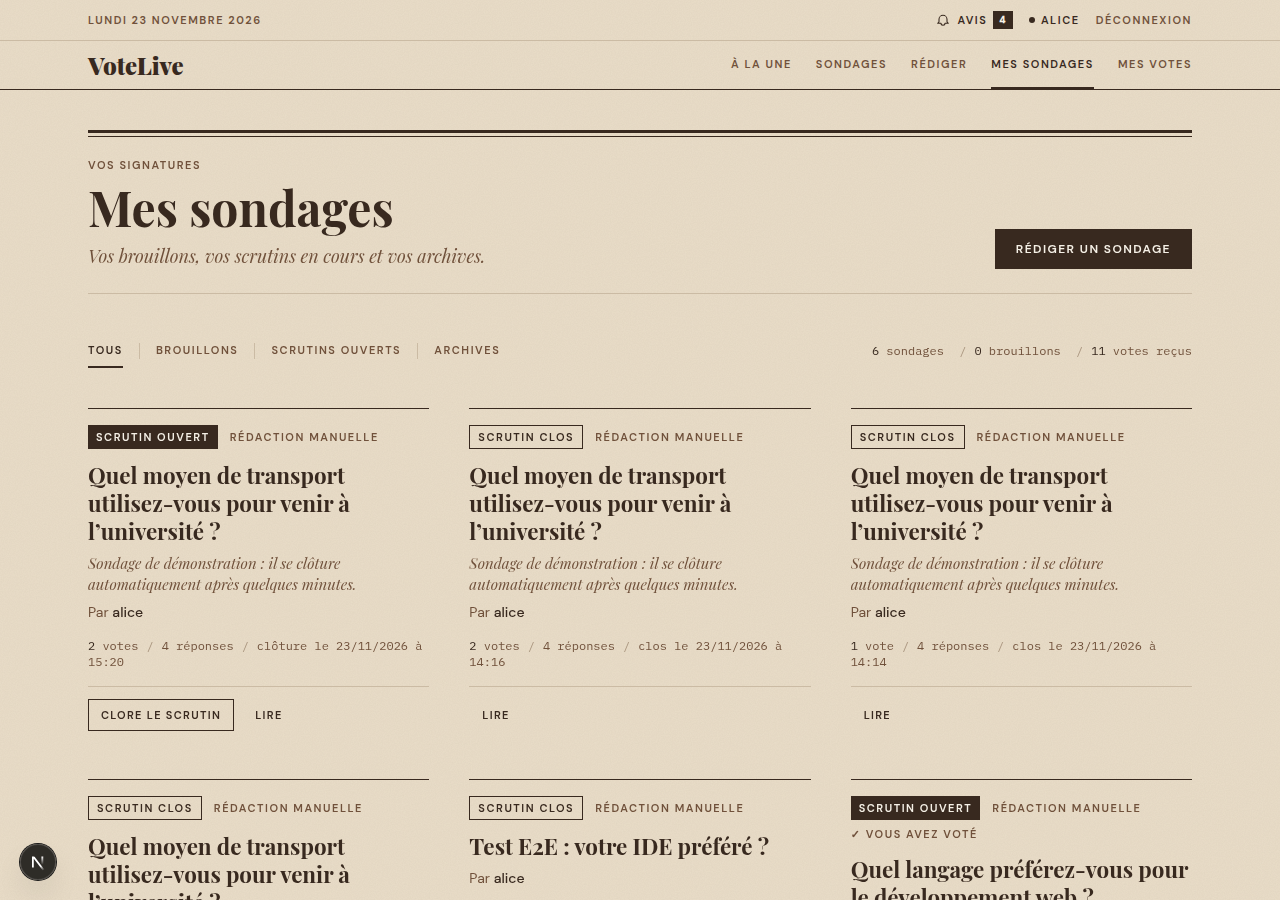 LUNDI 23 NOVEMBRE 2026
AVIS 4 ALICE DÉCONNEXION
VoteLive
À LA UNE SONDAGES RÉDIGER MES SONDAGES MES VOTES
VOS SIGNATURES
Mes sondages
Vos brouillons, vos scrutins en cours et vos archives.
RÉDIGER UN SONDAGE
TOUS BROUILLONS SCRUTINS OUVERTS ARCHIVES
6 sondages / 0 brouillons / 11 votes reçus
SCRUTIN OUVERT RÉDACTION MANUELLE
Quel moyen de transport
utilisez-vous pour venir à
l’université ?
Sondage de démonstration : il se clôture
automatiquement après quelques minutes.
Par alice
2 votes / 4 réponses / clôture le 23/11/2026 à
15:20
CLORE LE SCRUTIN LIRE
SCRUTIN CLOS RÉDACTION MANUELLE
Quel moyen de transport
utilisez-vous pour venir à
l’université ?
Sondage de démonstration : il se clôture
automatiquement après quelques minutes.
Par alice
2 votes / 4 réponses / clos le 23/11/2026 à
14:16
LIRE
SCRUTIN CLOS RÉDACTION MANUELLE
Quel moyen de transport
utilisez-vous pour venir à
l’université ?
Sondage de démonstration : il se clôture
automatiquement après quelques minutes.
Par alice
1 vote / 4 réponses / clos le 23/11/2026 à
14:14
LIRE
SCRUTIN CLOS RÉDACTION MANUELLE
Quel moyen de transport
utilisez-vous pour venir à
l’université ?
SCRUTIN CLOS RÉDACTION MANUELLE
Test E2E : votre IDE préféré ?
Par alice
SCRUTIN OUVERT RÉDACTION MANUELLE
✓ VOUS AVEZ VOTÉ
Quel langage préférez-vous pour
le développement web ?
N